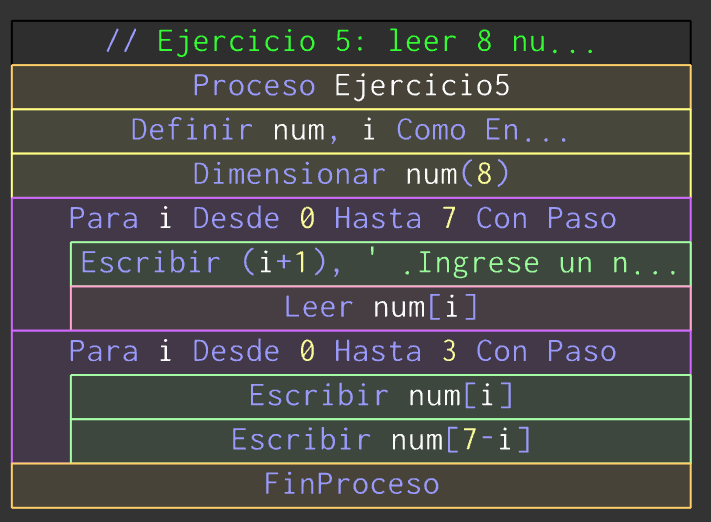 // Ejercicio 5: leer 8 nu...
Proceso Ejercicio5
Definir num, i Como En...
Dimensionar num(8)
Para i Desde 0 Hasta 7 Con Paso
Escribir (i+1), ' .Ingrese un n...
Leer num[i]
Para i Desde 0 Hasta 3 Con Paso
Escribir num[i]
Escribir num[7-i]
FinProceso